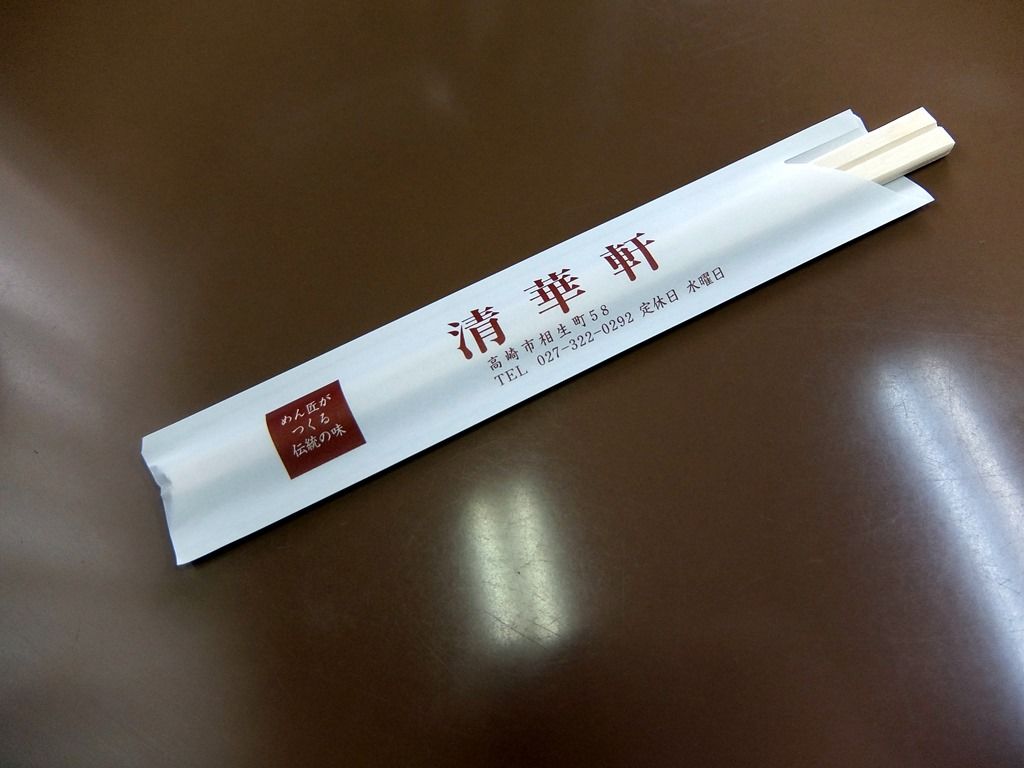 めん匠が
つくる
伝統の味
清華軒
高崎市相生町58
TEL 027-322-0292 定休日 水曜日